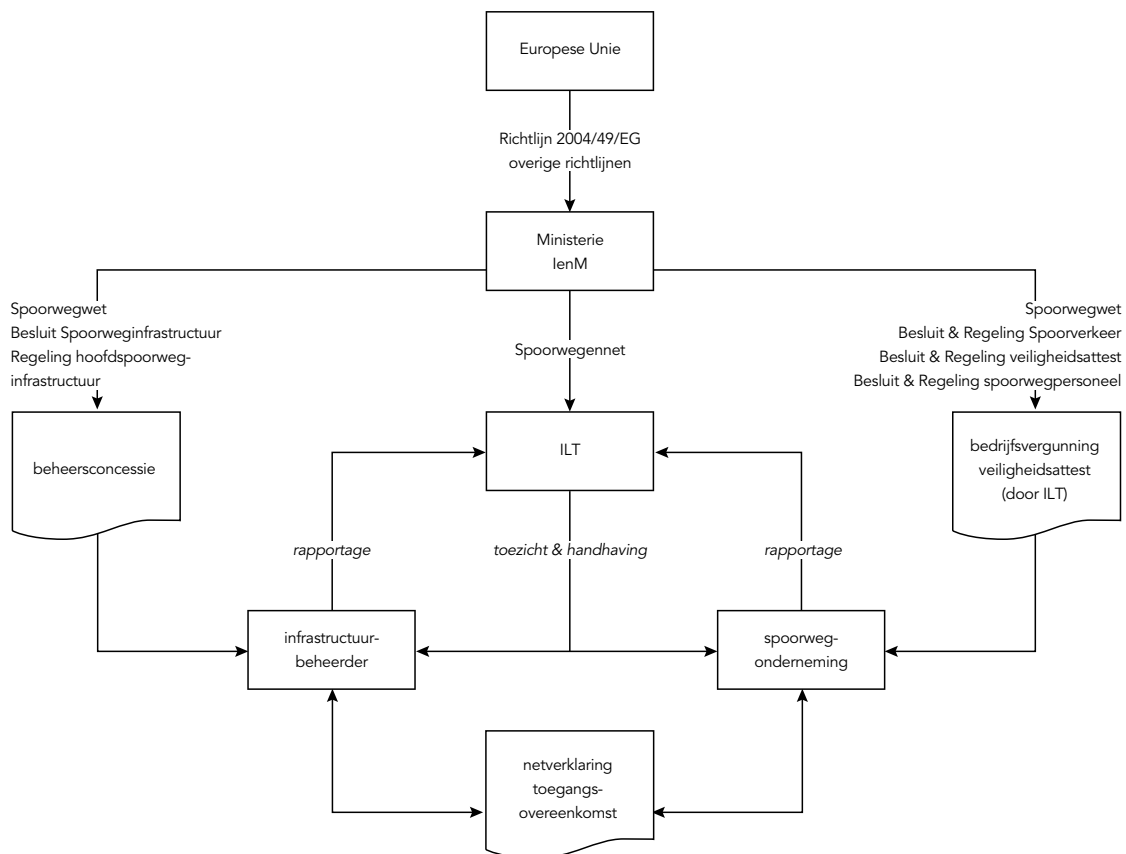 Europese Unie
Richtlijn 2004/49/EG
overige richtlijnen
Ministerie
IenM
Spoorwegwet
Besluit Spoorweginfrastructuur
Regeling hoofdspoorweg-
infrastructuur
Spoorwegennet
Spoorwegwet
Besluit & Regeling Spoorverkeer
Besluit & Regeling veiligheidsattest
Besluit & Regeling spoorwegpersoneel
beheersconcessie
ILT
bedrijfsvergunning
veiligheidsattest
(door ILT)
rapportage
toezicht & handhaving
rapportage
infrastructuur-
beheerder
spoorweg-
onderneming
netverklaring
toegangs-
overeenkomst